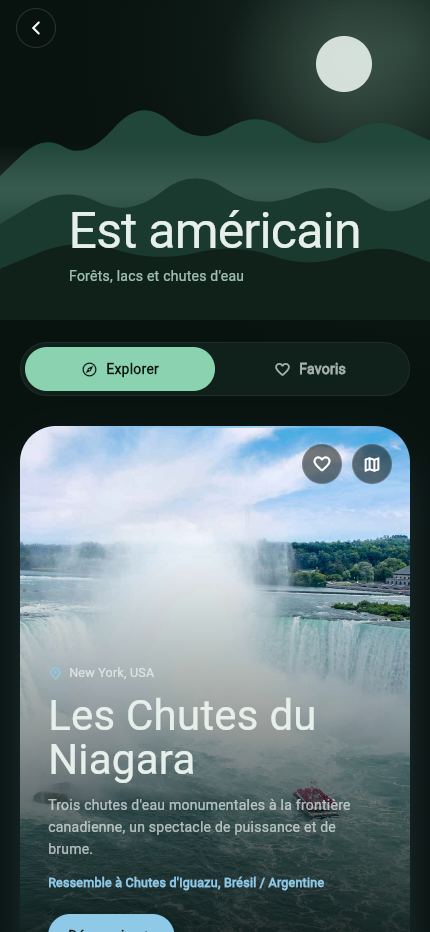 Est américain
Forêts, lacs et chutes d'eau
Explorer
Favoris
New York, USA
Les Chutes du
Niagara
Trois chutes d'eau monumentales à la frontière
canadienne, un spectacle de puissance et de
brume.
Ressemble à Chutes d'Iguazu, Brésil / Argentine